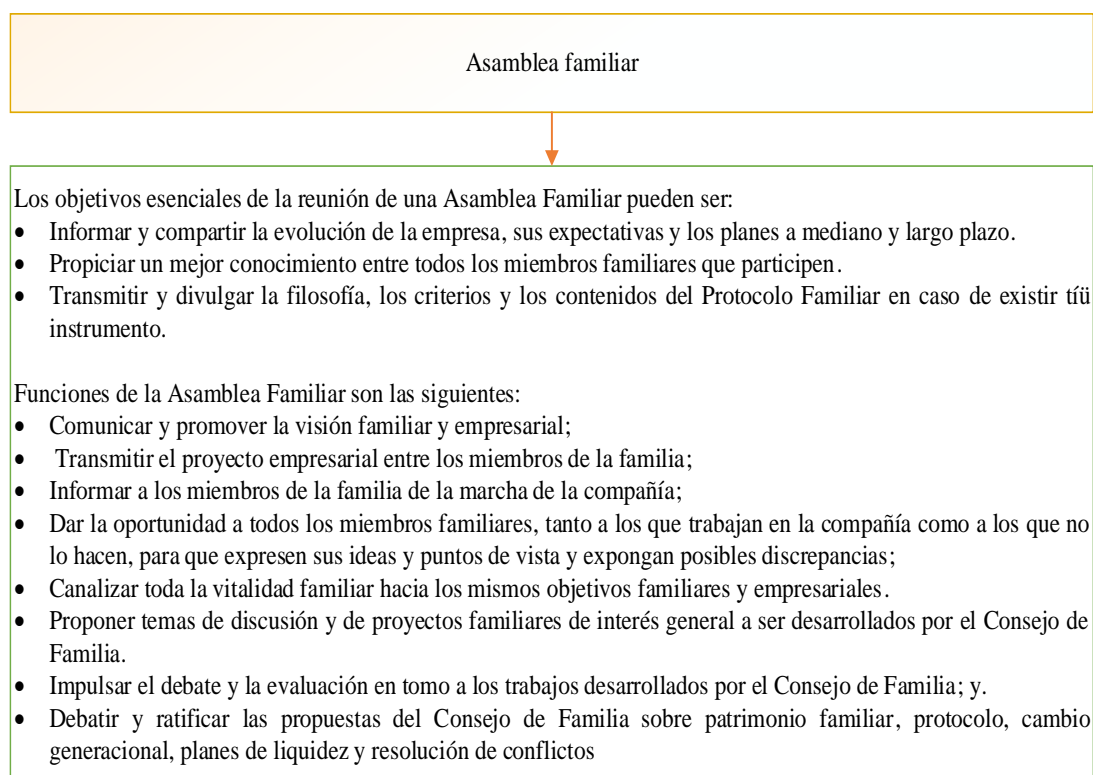 Asamblea familiar
Los objetivos esenciales de la reunión de una Asamblea Familiar pueden ser:
• Informar y compartir la evolución de la empresa, sus expectativas y los planes a mediano y largo plazo.
• Propiciar un mejor conocimiento entre todos los miembros familiares que participen.
• Transmitir y divulgar la filosofía, los criterios y los contenidos del Protocolo Familiar en caso de existir tíü
instrumento.
Funciones de la Asamblea Familiar son las siguientes:
• Comunicar y promover la visión familiar y empresarial;
• Transmitir el proyecto empresarial entre los miembros de la familia;
• Informar a los miembros de la familia de la marcha de la compañía;
• Dar la oportunidad a todos los miembros familiares, tanto a los que trabajan en la compañía como a los que no
lo hacen, para que expresen sus ideas y puntos de vista y expongan posibles discrepancias;
• Canalizar toda la vitalidad familiar hacia los mismos objetivos familiares y empresariales.
• Proponer temas de discusión y de proyectos familiares de interés general a ser desarrollados por el Consejo de
Familia.
• Impulsar el debate y la evaluación en tomo a los trabajos desarrollados por el Consejo de Familia; y.
• Debatir y ratificar las propuestas del Consejo de Familia sobre patrimonio familiar, protocolo, cambio
generacional, planes de liquidez y resolución de conflictos